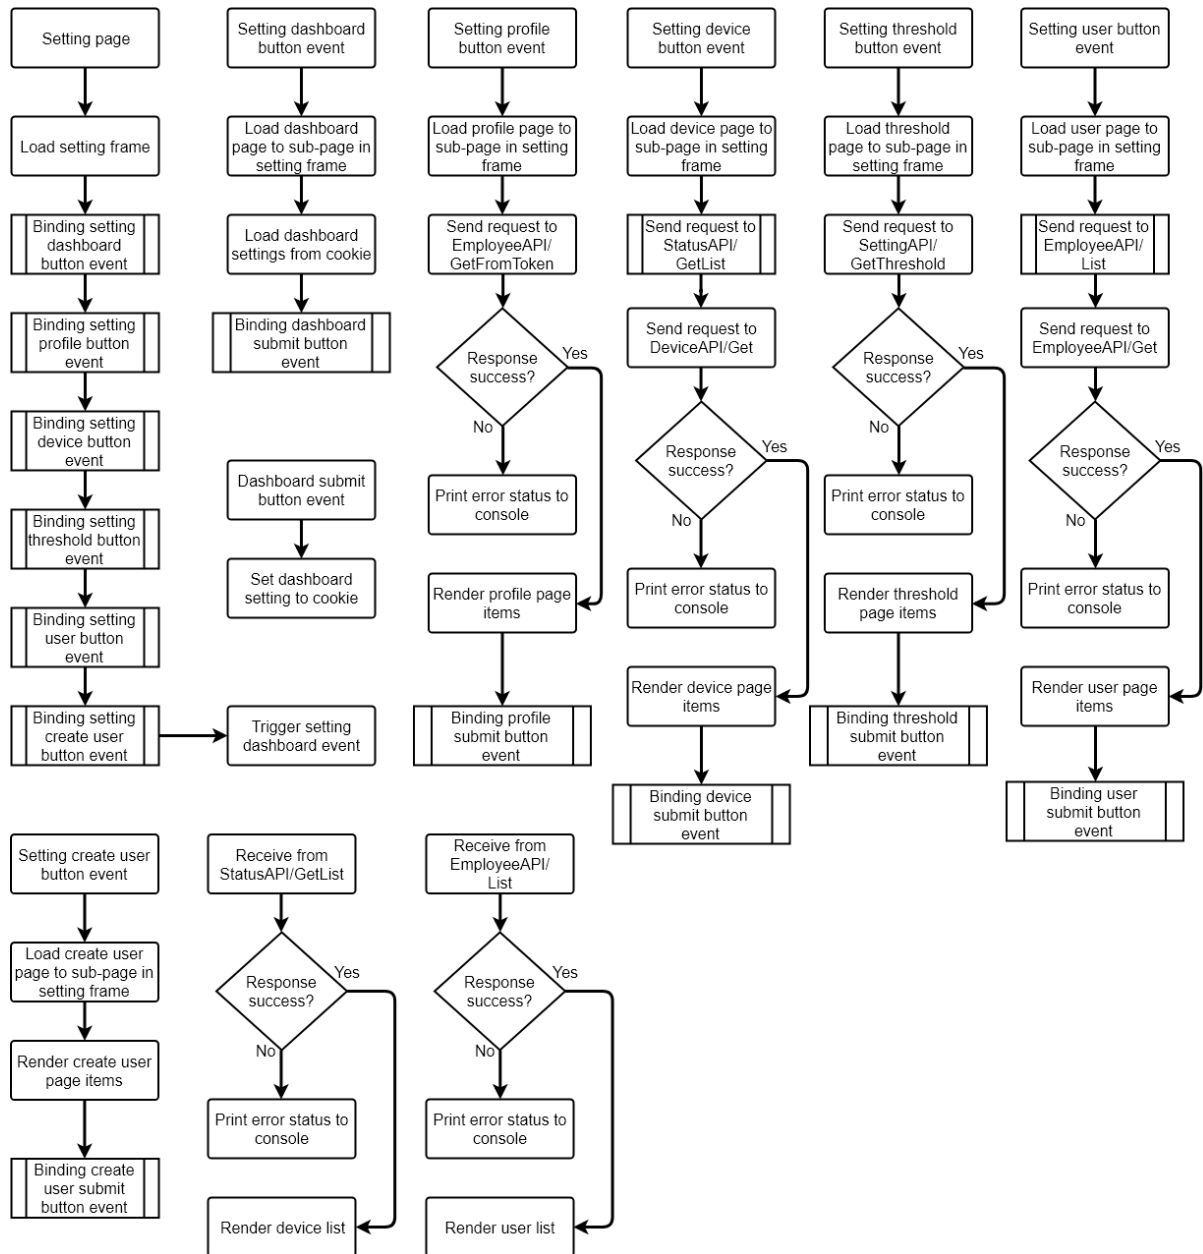 Setting page
Load setting frame
Binding setting
dashboard
button event
Binding setting
profile button
event
Binding setting
device button
event
Binding setting
threshold button
event
Binding setting
user button
event
Binding setting
create user
button event
Trigger setting
dashboard event
Setting dashboard
button event
Load dashboard
page to sub-page in
setting frame
Load dashboard
settings from cookie
Binding dashboard
submit button
event
Dashboard submit
button event
Set dashboard
setting to cookie
Setting profile
button event
Load profile page to
sub-page in setting
frame
Send request to
EmployeeAPI/
GetFromToken
Response
success?
Yes
No
Print error status to
console
Render profile page
items
Binding profile
submit button
event
Setting device
button event
Load device page to
sub-page in setting
frame
Send request to
StatusAPI/
GetList
Send request to
DeviceAPI/Get
Response
success?
Yes
No
Print error status to
console
Render device page
items
Binding device
submit button
event
Setting threshold
button event
Load threshold
page to sub-page in
setting frame
Send request to
SettingAPI/
GetThreshold
Response
success?
Yes
No
Print error status to
console
Render threshold
page items
Binding threshold
submit button
event
Setting user button
event
Load user page to
sub-page in setting
frame
Send request to
EmployeeAPI/
List
Send request to
EmployeeAPI/Get
Response
success?
Yes
No
Print error status to
console
Render user page
items
Binding user
submit button
event
Setting create user
button event
Load create user
page to sub-page in
setting frame
Render create user
page items
Binding create
user submit
button event
Receive from
StatusAPI/GetList
Response
success?
Yes
No
Print error status to
console
Render device list
Receive from
EmployeeAPI/
List
Response
success?
Yes
No
Print error status to
console
Render user list